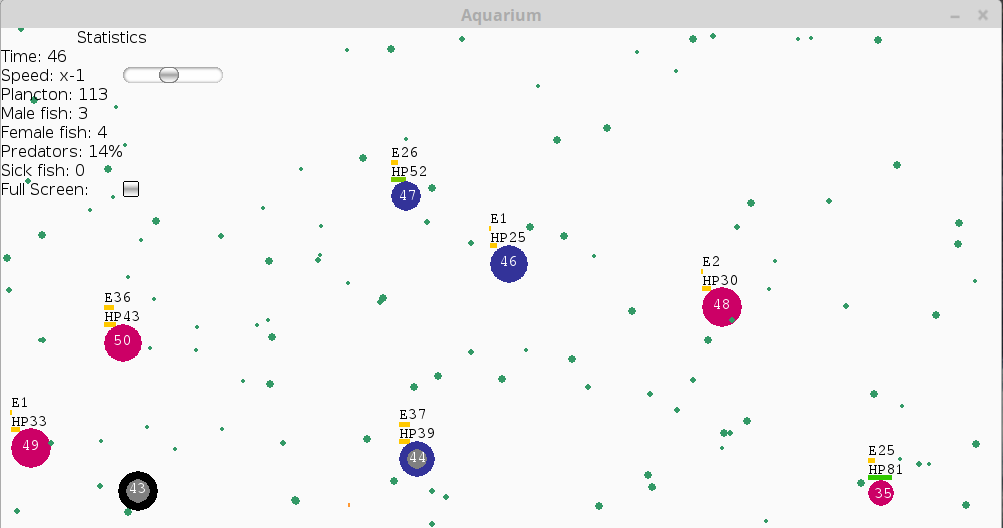 Aquarium
Statistics
Time: 46
Speed: x-1
Plancton: 113
Male fish: 3
Female fish: 4
Predators: 14%
Sick fish: 0
Full Screen:
E26
HP52
47
E1
HP25
46
E2
HP30
48
E36
HP43
50
E1
HP33
49
E37
HP39
44
43
E25
HP81
35